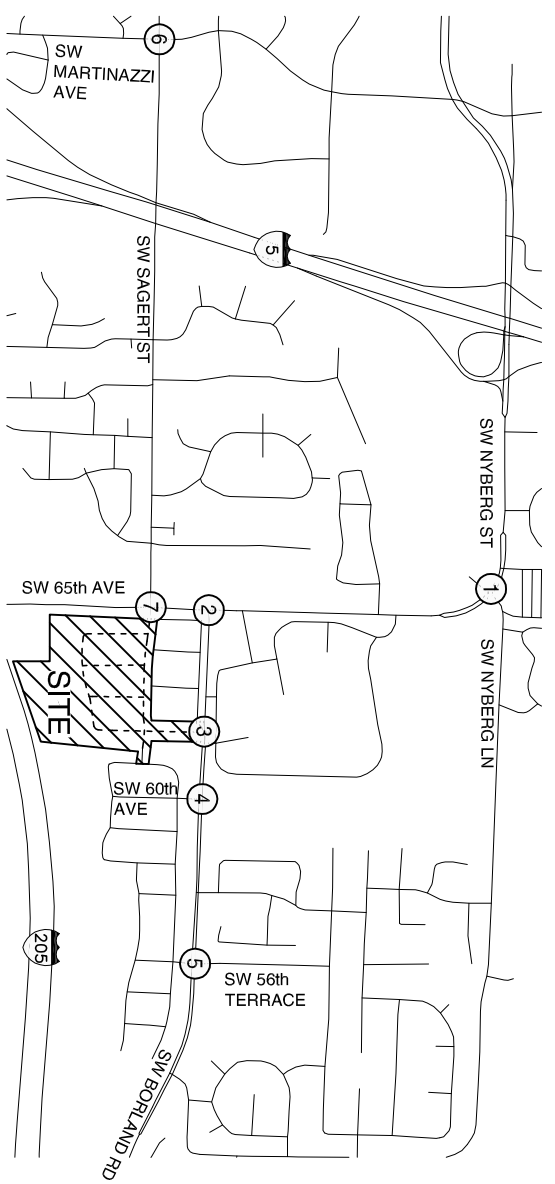 6
SW
MARTINAZZI
AVE
5
SW SAGERT ST
SW NYBERG ST
1
SW 65th AVE
7
2
SW NYBERG LN
SITE
3
SW 60th
AVE
4
205
5
SW 56th
TERRACE
SW BORLAND RD